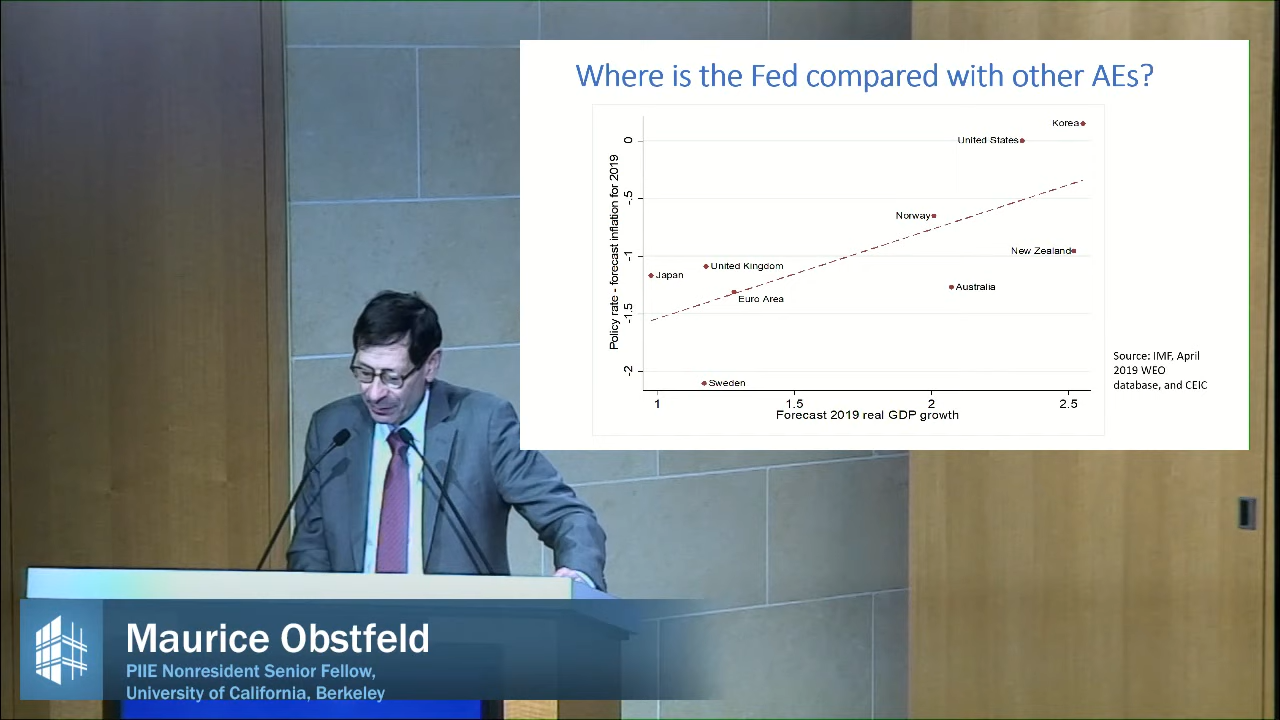 Where is the Fed compared with other AEs?
Policy rate - forecast inflation for 2019
0
-.5
-1
-1.5
-2
Korea
United States
Norway
New Zealand
United Kingdom
Japan
Australia
Euro Area
Sweden
1
1.5
2
2.5
Forecast 2019 real GDP growth
Source: IMF, April
2019 WEO
database, and CEIC
Maurice Obstfeld
PIIE Nonresident Senior Fellow,
University of California, Berkeley